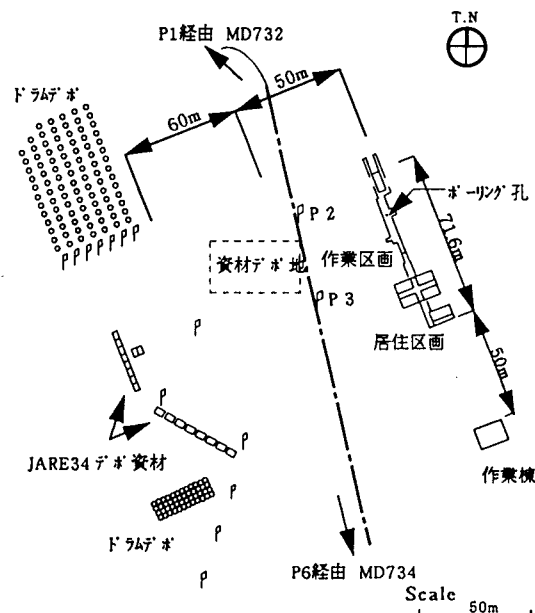 T.N
P1経由 MD732
50m
ドラムデポ
60m
ボーリング孔
P2
71.6m
資材デポ地
作業区画
P3
居住区画
50m
JARE34デポ資材
作業棟
ドラムデポ
P6経由 MD734
Scale
50m